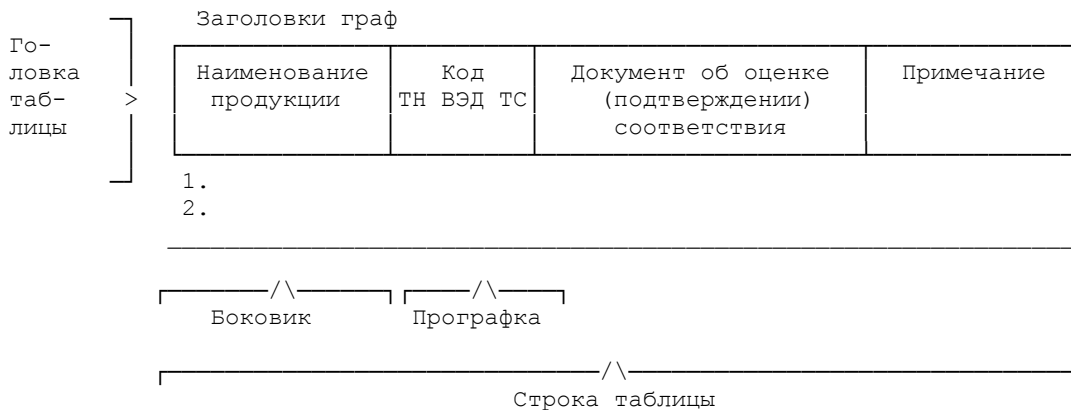 Заголовки граф
Го-
ловка
таб-
лицы
>
Наименование
продукции
Код
ТН ВЭД ТС
Документ об оценке
(подтверждении)
соответствия
Примечание
1.
2.
Боковик
Прографка
Строка таблицы